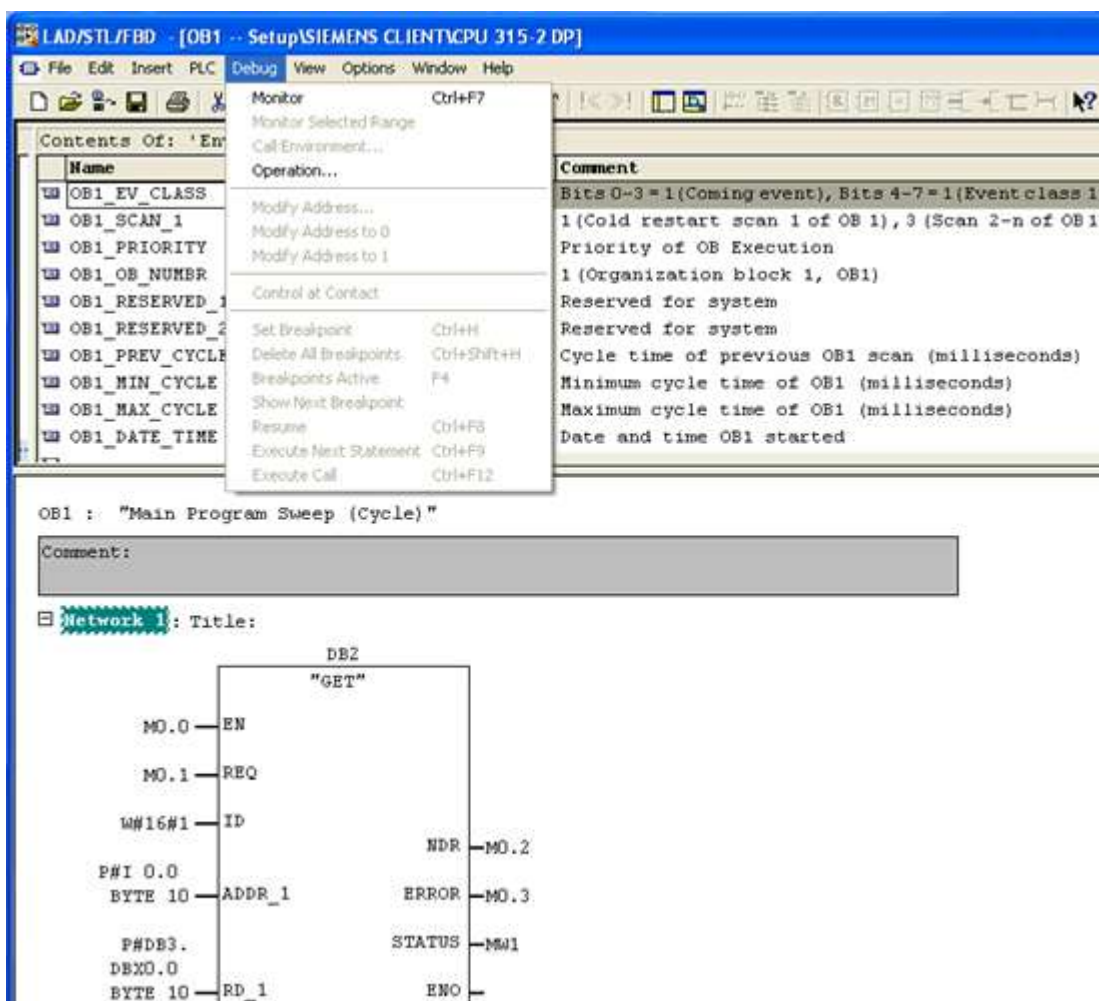 LAD/STL/FBD - [OB1 -- Setup\SIEMENS CLIENT\CPU 315-2 DP]
File Edit Insert PLC Debug View Options Window Help
Monitor Ctrl+F7
Monitor Selected Range
Call Environment...
Operation...
Modify Address...
Modify Address to 0
Modify Address to 1
Control at Contact
Set Breakpoint Ctrl+H
Delete All Breakpoints Ctrl+Shift+H
Breakpoints Active F4
Show Next Breakpoint
Resume Ctrl+F8
Execute Next Statement Ctrl+F9
Execute Call Ctrl+F12
Contents Of: 'En
Name Comment
OB1_EV_CLASS Bits 0-3 = 1 (Coming event), Bits 4-7 = 1 (Event class 1
OB1_SCAN_1 1 (Cold restart scan 1 of OB 1), 3 (Scan 2-n of OB 1
OB1_PRIORITY Priority of OB Execution
OB1_OB_NUMBR 1 (Organization block 1, OB1)
OB1_RESERVED_1 Reserved for system
OB1_RESERVED_2 Reserved for system
OB1_PREV_CYCLE Cycle time of previous OB1 scan (milliseconds)
OB1_MIN_CYCLE Minimum cycle time of OB1 (milliseconds)
OB1_MAX_CYCLE Maximum cycle time of OB1 (milliseconds)
OB1_DATE_TIME Date and time OB1 started
OB1 : "Main Program Sweep (Cycle)"
Comment:
Network 1: Title:
DB2
"GET"
M0.0 EN
M0.1 REQ
W#16#1 ID
NDR M0.2
P#I 0.0
BYTE 10 ADDR_1 ERROR M0.3
P#DB3. STATUS MW1
DBX0.0
BYTE 10 RD_1 ENO